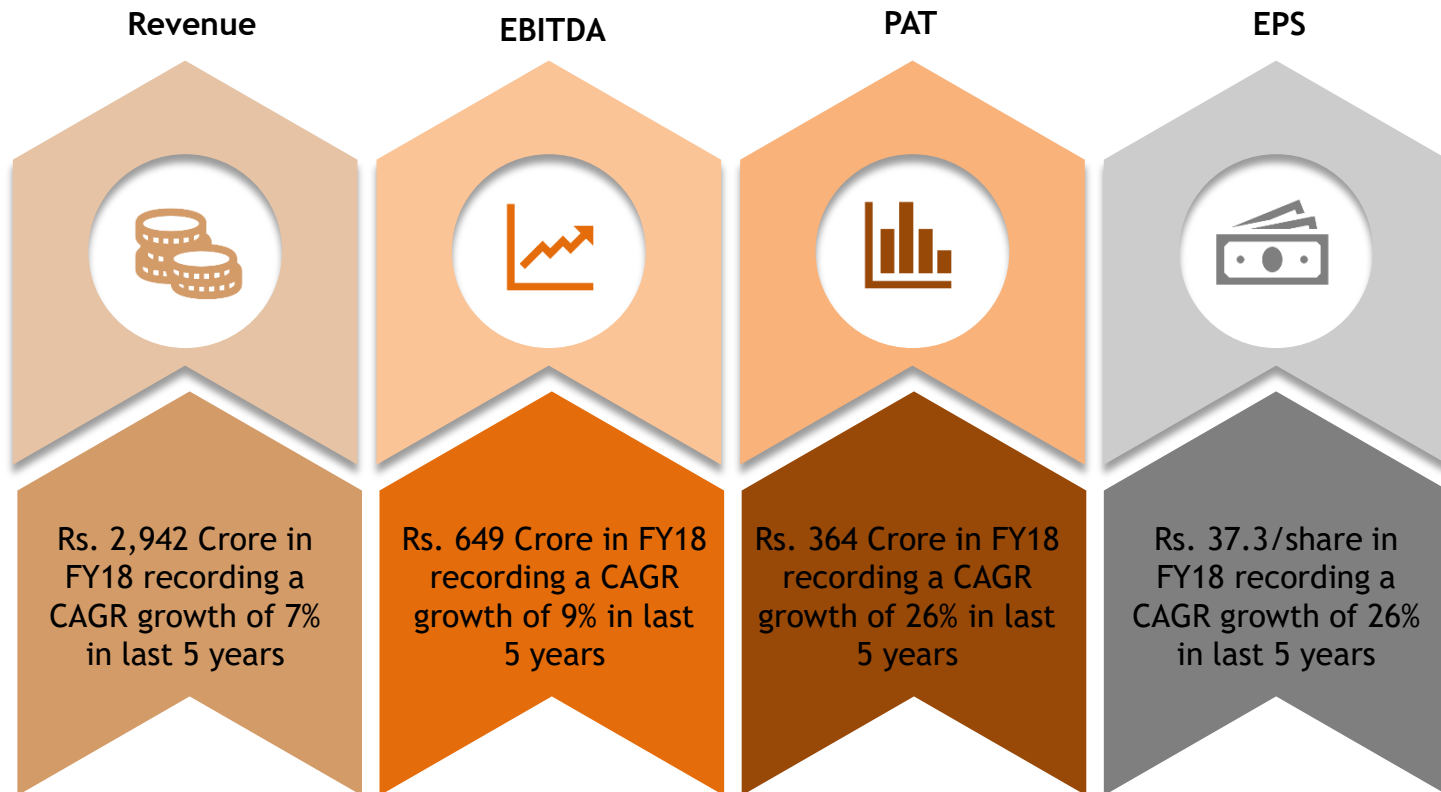 Revenue
EBITDA
PAT
EPS
Rs. 2,942 Crore in
FY18 recording a
CAGR growth of 7%
in last 5 years
Rs. 649 Crore in FY18
recording a CAGR
growth of 9% in last
5 years
Rs. 364 Crore in FY18
recording a CAGR
growth of 26% in last
5 years
Rs. 37.3/share in
FY18 recording a
CAGR growth of 26%
in last 5 years